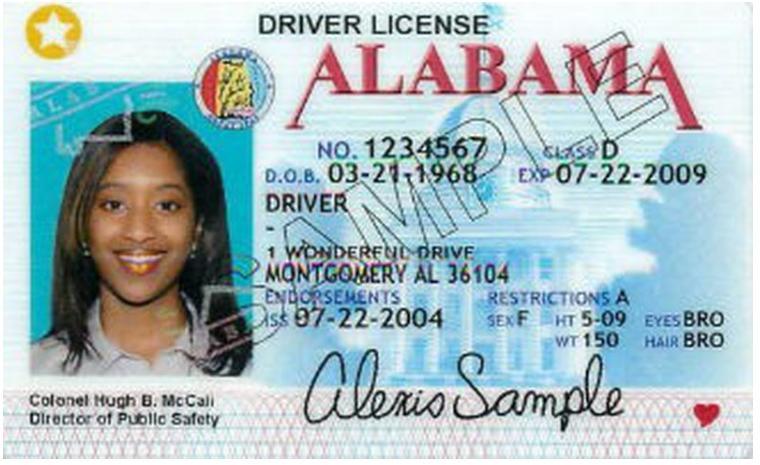 DRIVER LICENSE
ALABAMA
NO. 1234567 CLASS D
D.O.B. 03-21-1968 EXP 07-22-2009
DRIVER
-
1 WONDERFUL DRIVE
MONTGOMERY AL 36104
ENDORSEMENTS RESTRICTIONS A
ISS 07-22-2004 SEX F HT 5-09 EYES BRO
WT 150 HAIR BRO
Alexis Sample
Colonel Hugh B. McCall
Director of Public Safety
SAMPLE